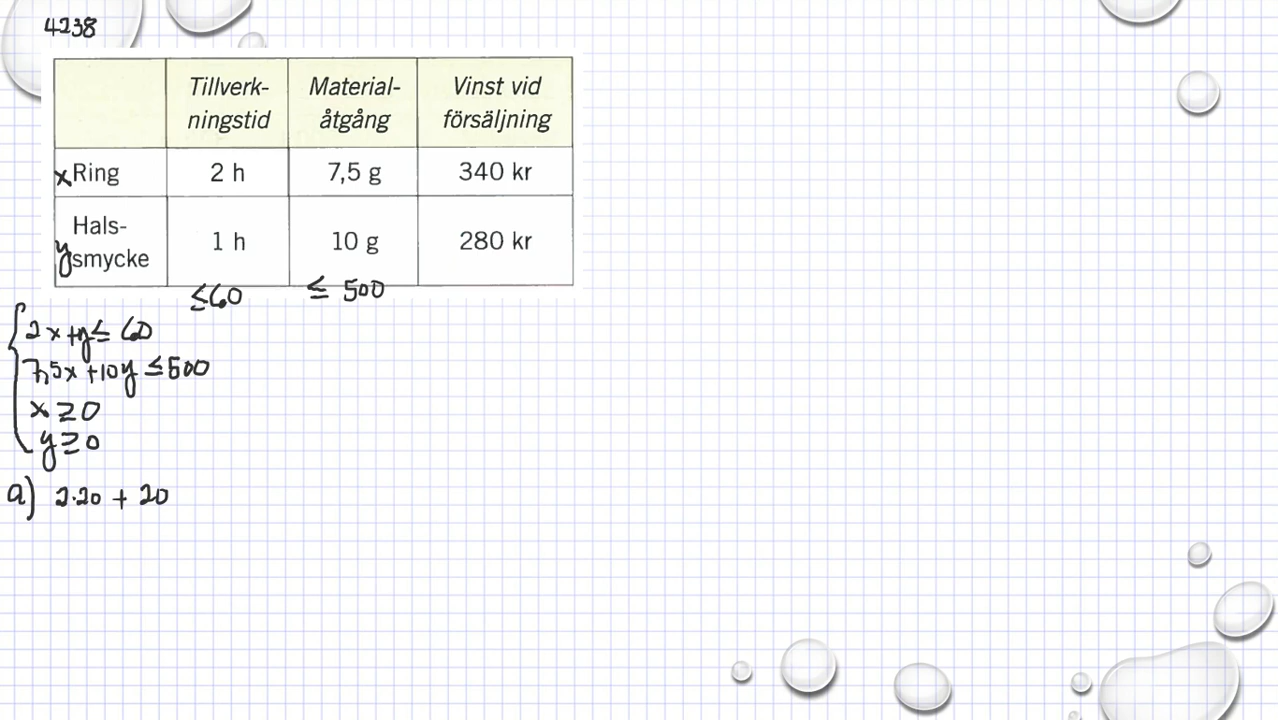 4238
Tillverk-
ningstid
Material-
åtgång
Vinst vid
försäljning
x Ring 2 h 7,5 g 340 kr
Hals-
y smycke 1 h 10 g 280 kr
≤60 ≤ 500
2x+y≤ 60
7,5x+10y ≤500
x ≥0
y≥0
a) 2·20 + 20